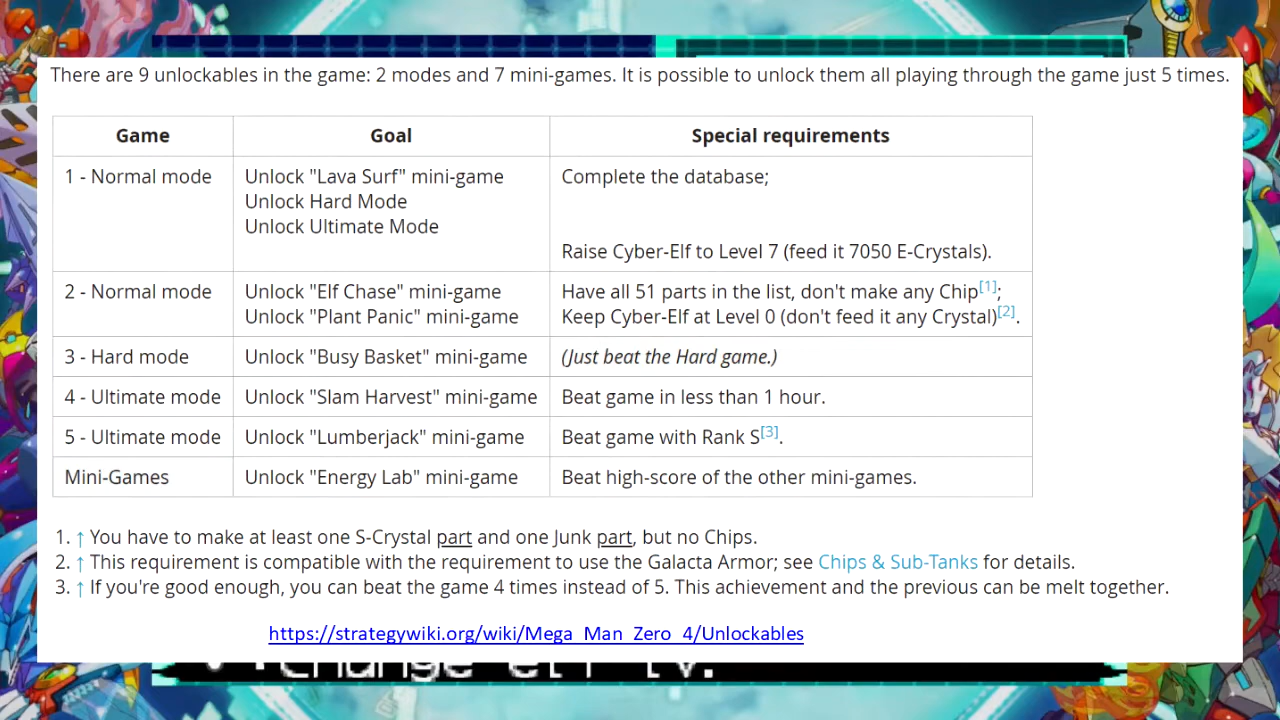 There are 9 unlockables in the game: 2 modes and 7 mini-games. It is possible to unlock them all playing through the game just 5 times.
Game Goal Special requirements
1 - Normal mode Unlock "Lava Surf" mini-game Complete the database;
Unlock Hard Mode
Unlock Ultimate Mode
Raise Cyber-Elf to Level 7 (feed it 7050 E-Crystals).
2 - Normal mode Unlock "Elf Chase" mini-game Have all 51 parts in the list, don't make any Chip[1];
Unlock "Plant Panic" mini-game Keep Cyber-Elf at Level 0 (don't feed it any Crystal)[2].
3 - Hard mode Unlock "Busy Basket" mini-game (Just beat the Hard game.)
4 - Ultimate mode Unlock "Slam Harvest" mini-game Beat game in less than 1 hour.
5 - Ultimate mode Unlock "Lumberjack" mini-game Beat game with Rank S[3].
Mini-Games Unlock "Energy Lab" mini-game Beat high-score of the other mini-games.
1. ↑ You have to make at least one S-Crystal part and one Junk part, but no Chips.
2. ↑ This requirement is compatible with the requirement to use the Galacta Armor; see Chips & Sub-Tanks for details.
3. ↑ If you're good enough, you can beat the game 4 times instead of 5. This achievement and the previous can be melt together.
https://strategywiki.org/wiki/Mega_Man_Zero_4/Unlockables
change elf lv.